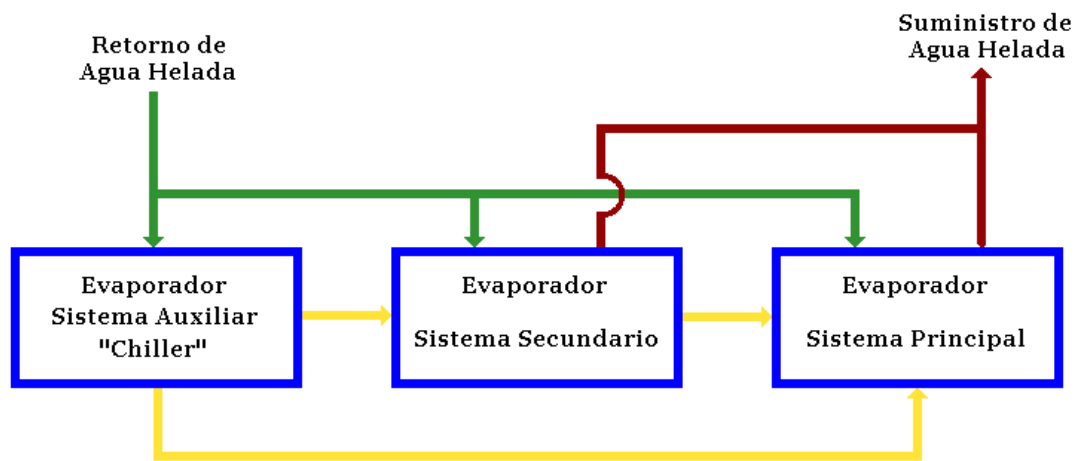 Retorno de
Agua Helada
Suministro de
Agua Helada
Evaporador
Sistema Auxiliar
"Chiller"
Evaporador
Sistema Secundario
Evaporador
Sistema Principal